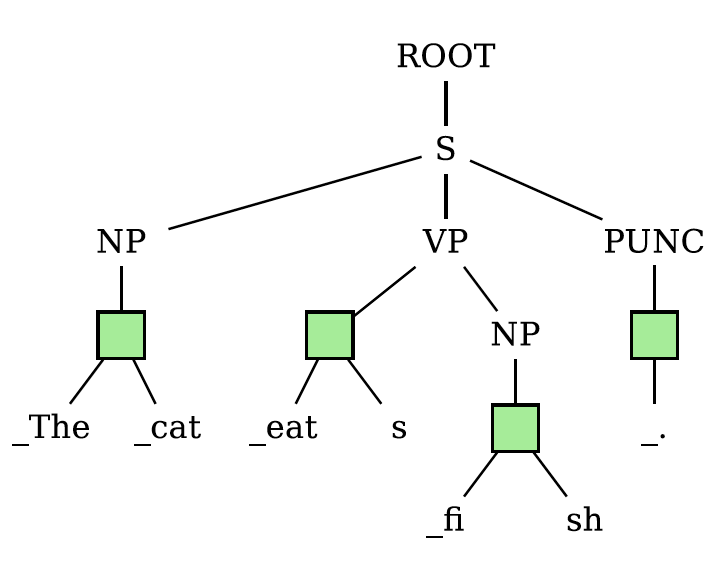 ROOT
S
NP VP PUNC
NP
_The _cat _eat s _.
_fi sh